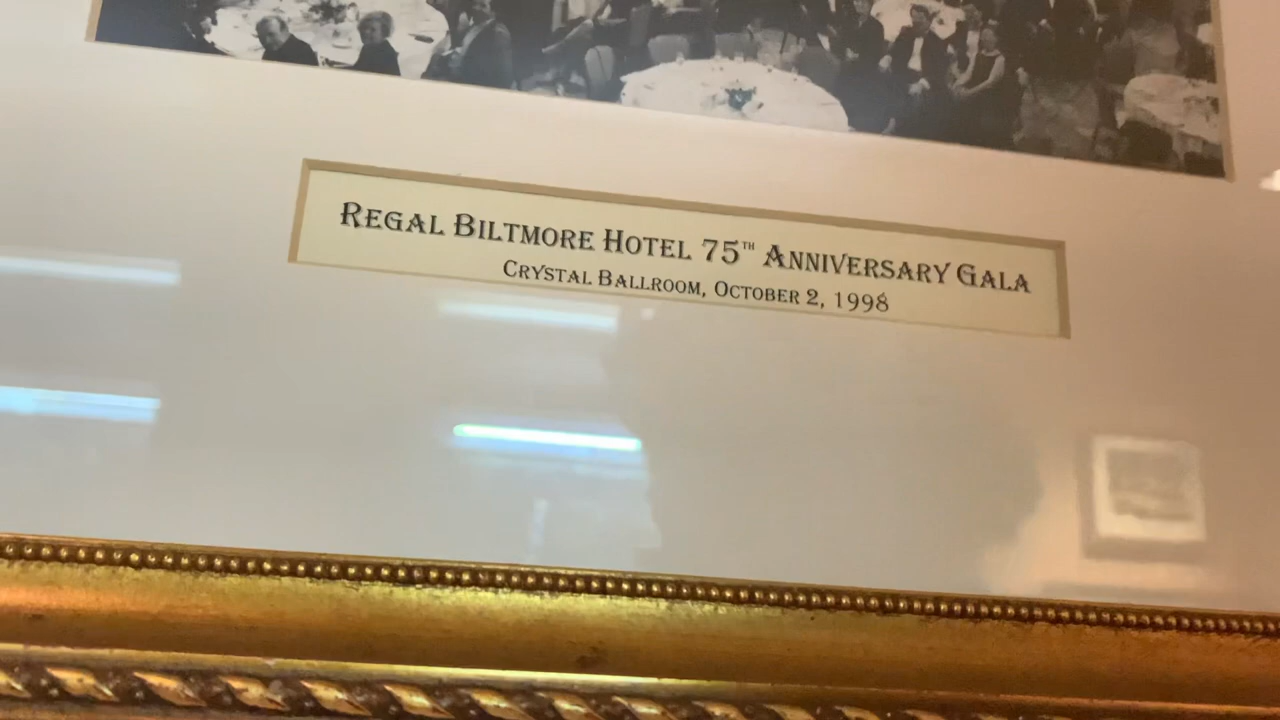 Regal Biltmore Hotel 75th Anniversary Gala
Crystal Ballroom, October 2, 1998